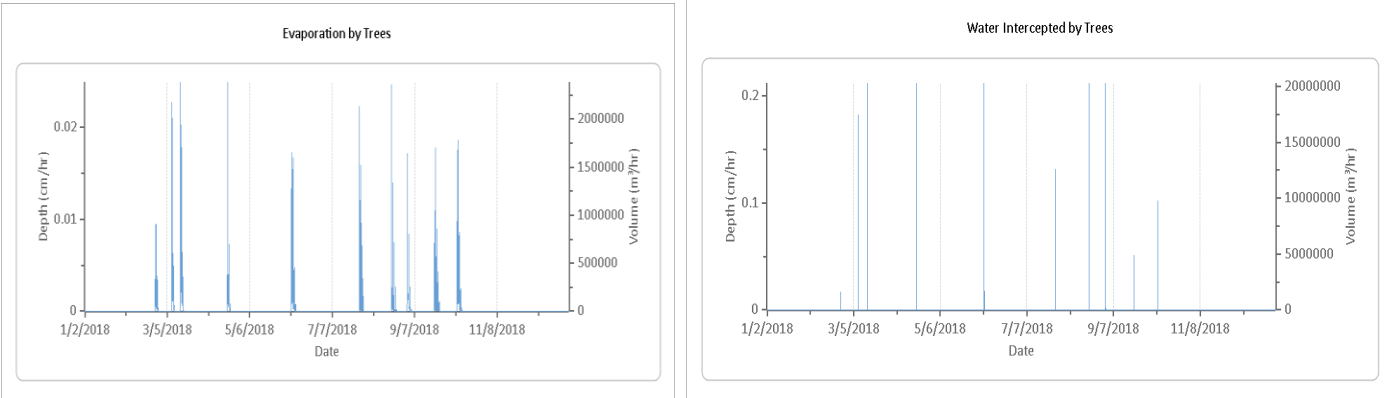 Evaporation by Trees
0.02
0.01
0
Depth (cm/hr)
2000000
1500000
1000000
500000
0
Volume (m³/hr)
1/2/2018 3/5/2018 5/6/2018 7/7/2018 9/7/2018 11/8/2018
Date
Water Intercepted by Trees
0.2
0.1
0
Depth (cm/hr)
20000000
15000000
10000000
5000000
0
Volume (m³/hr)
1/2/2018 3/5/2018 5/6/2018 7/7/2018 9/7/2018 11/8/2018
Date